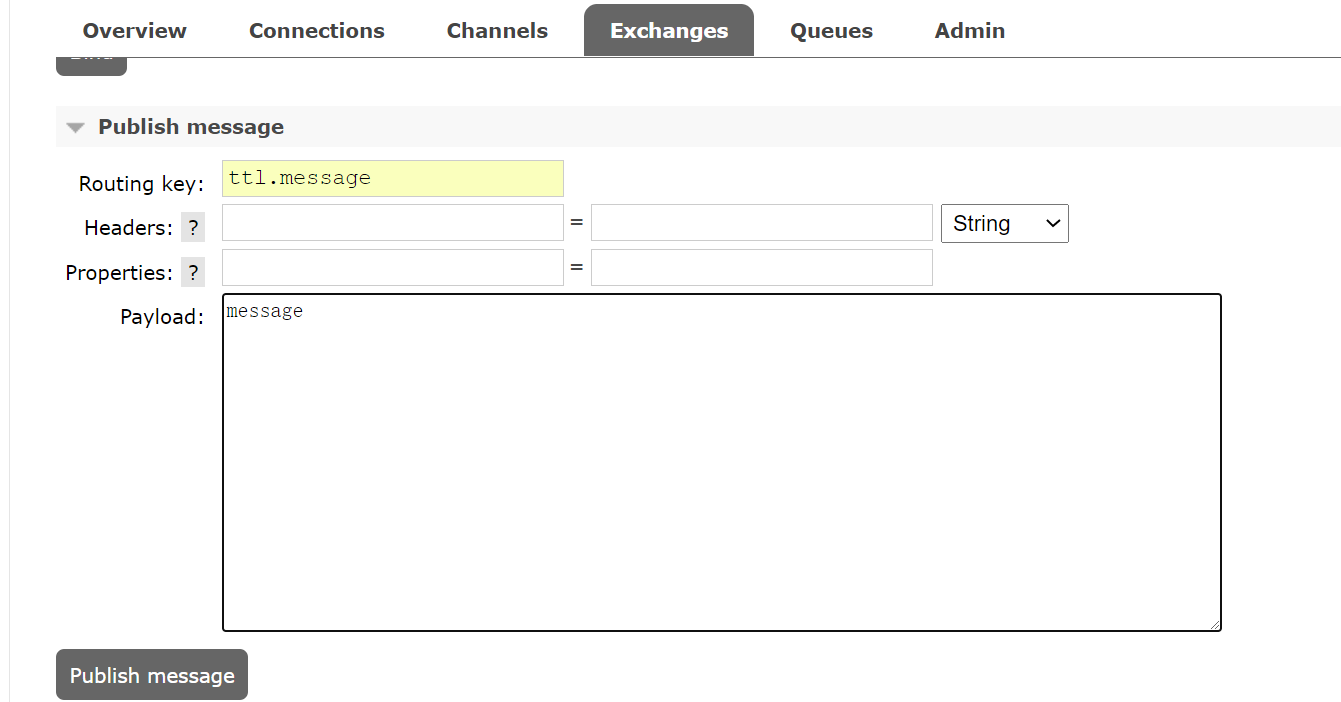 Overview Connections Channels Exchanges Queues Admin
Publish message
Routing key: ttl.message
Headers: ? = String
Properties: ? =
Payload: message
Publish message